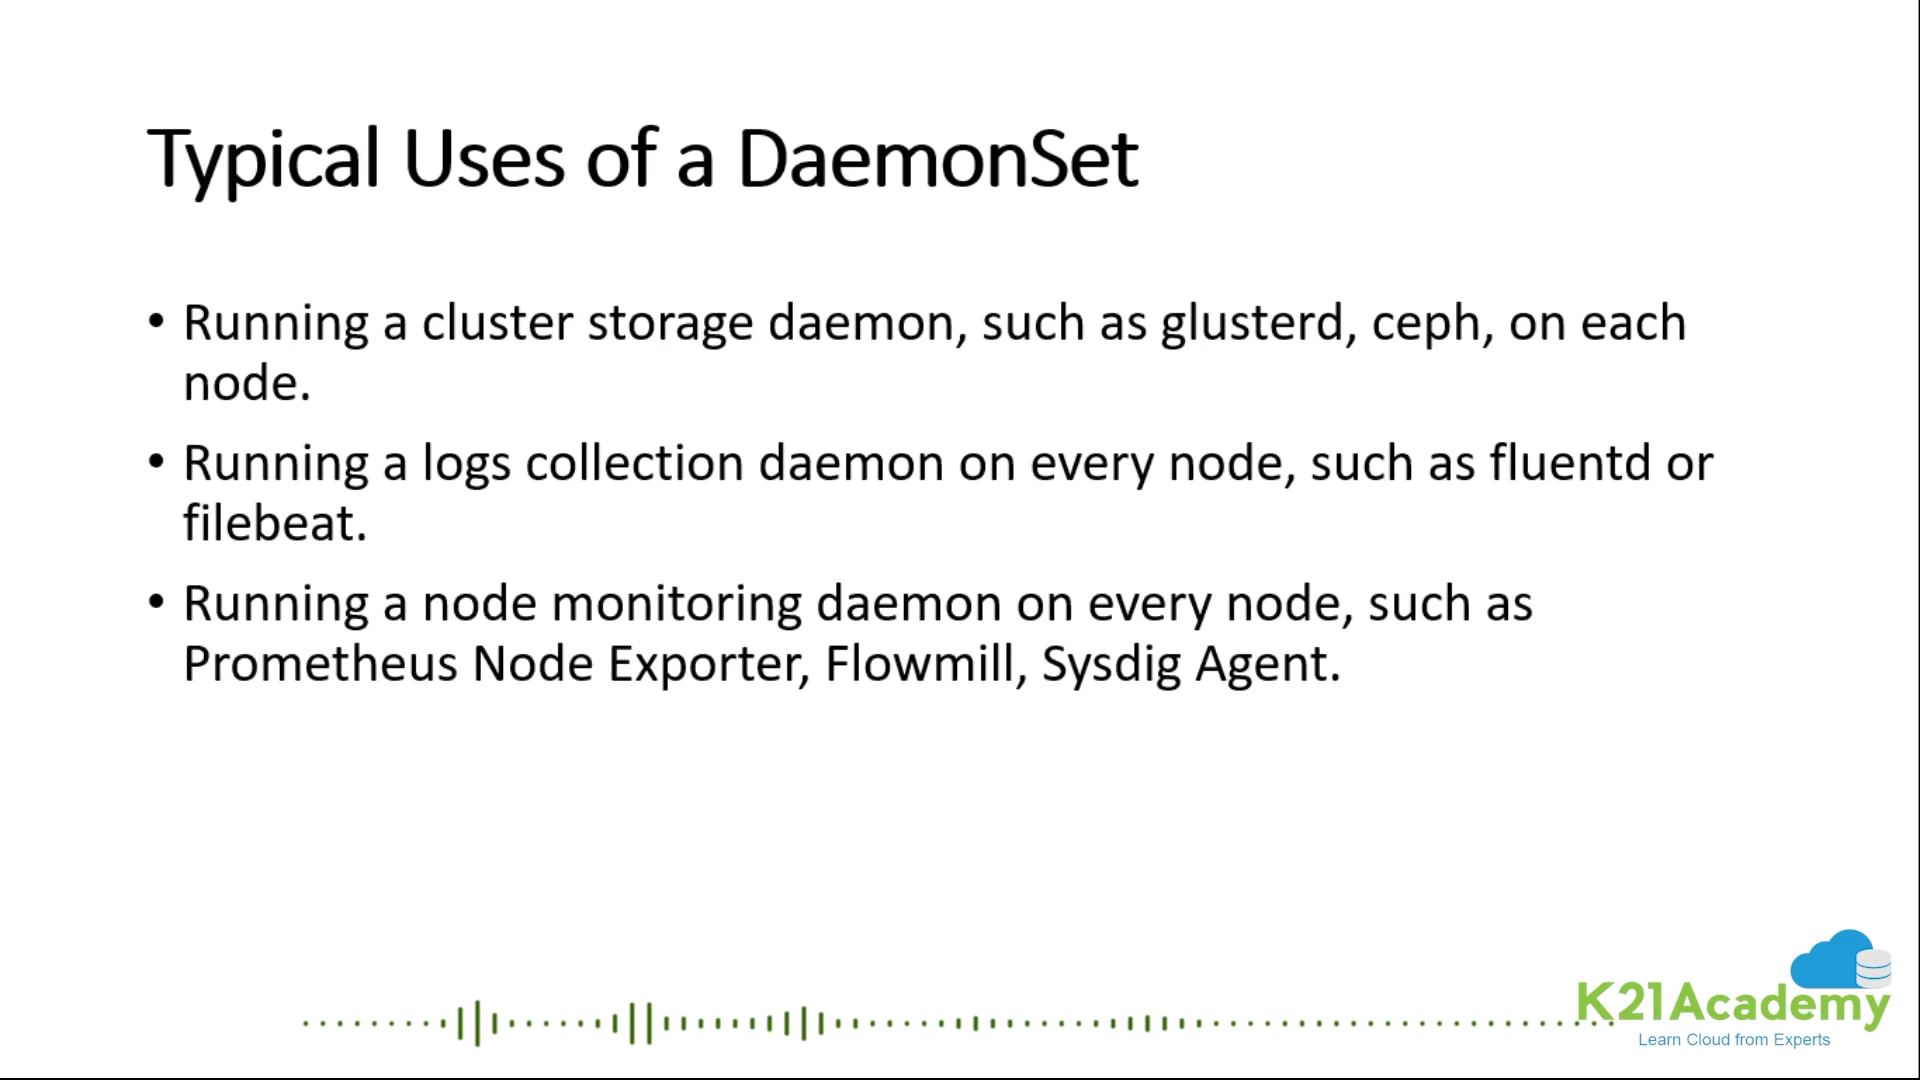 Typical Uses of a DaemonSet
• Running a cluster storage daemon, such as glusterd, ceph, on each
node.
• Running a logs collection daemon on every node, such as fluentd or
filebeat.
• Running a node monitoring daemon on every node, such as
Prometheus Node Exporter, Flowmill, Sysdig Agent.
K21Academy
Learn Cloud from Experts